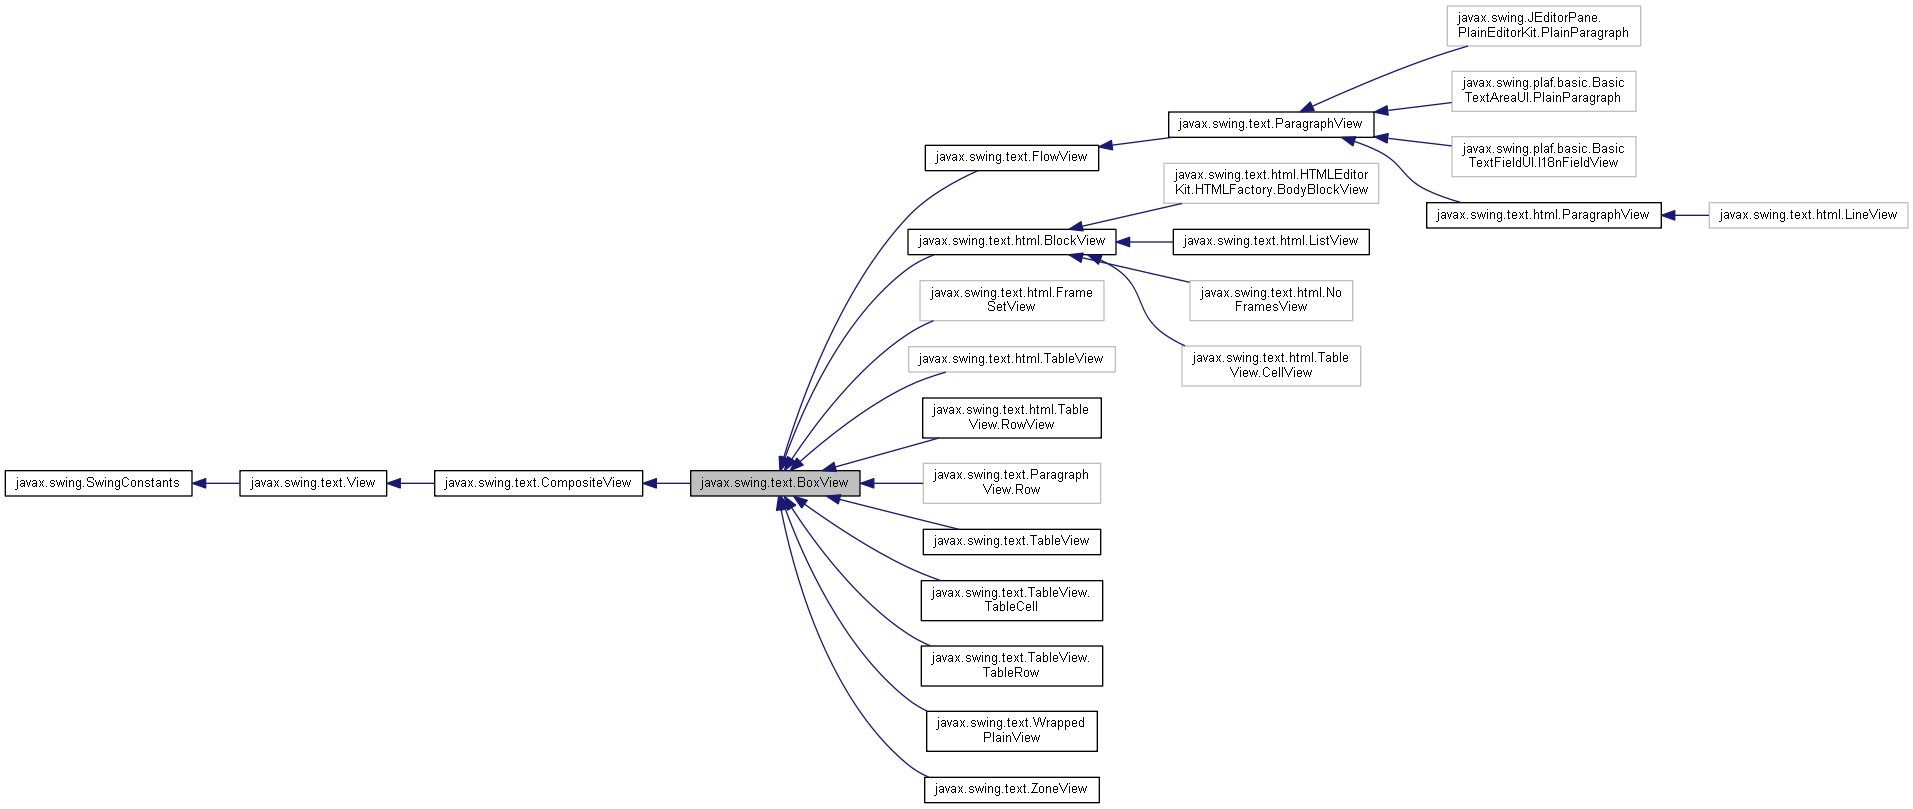 javax.swing.JEditorPane.
PlainEditorKit.PlainParagraph
javax.swing.plaf.basic.Basic
TextAreaUI.PlainParagraph
javax.swing.text.ParagraphView
javax.swing.plaf.basic.Basic
TextFieldUI.I18nFieldView
javax.swing.text.FlowView
javax.swing.text.html.HTMLEditor
Kit.HTMLFactory.BodyBlockView
javax.swing.text.html.ParagraphView
javax.swing.text.html.LineView
javax.swing.text.html.BlockView
javax.swing.text.html.ListView
javax.swing.text.html.Frame
SetView
javax.swing.text.html.No
FramesView
javax.swing.text.html.TableView
javax.swing.text.html.Table
View.CellView
javax.swing.text.html.Table
View.RowView
javax.swing.SwingConstants
javax.swing.text.View
javax.swing.text.CompositeView
javax.swing.text.BoxView
javax.swing.text.Paragraph
View.Row
javax.swing.text.TableView
javax.swing.text.TableView.
TableCell
javax.swing.text.TableView.
TableRow
javax.swing.text.Wrapped
PlainView
javax.swing.text.ZoneView